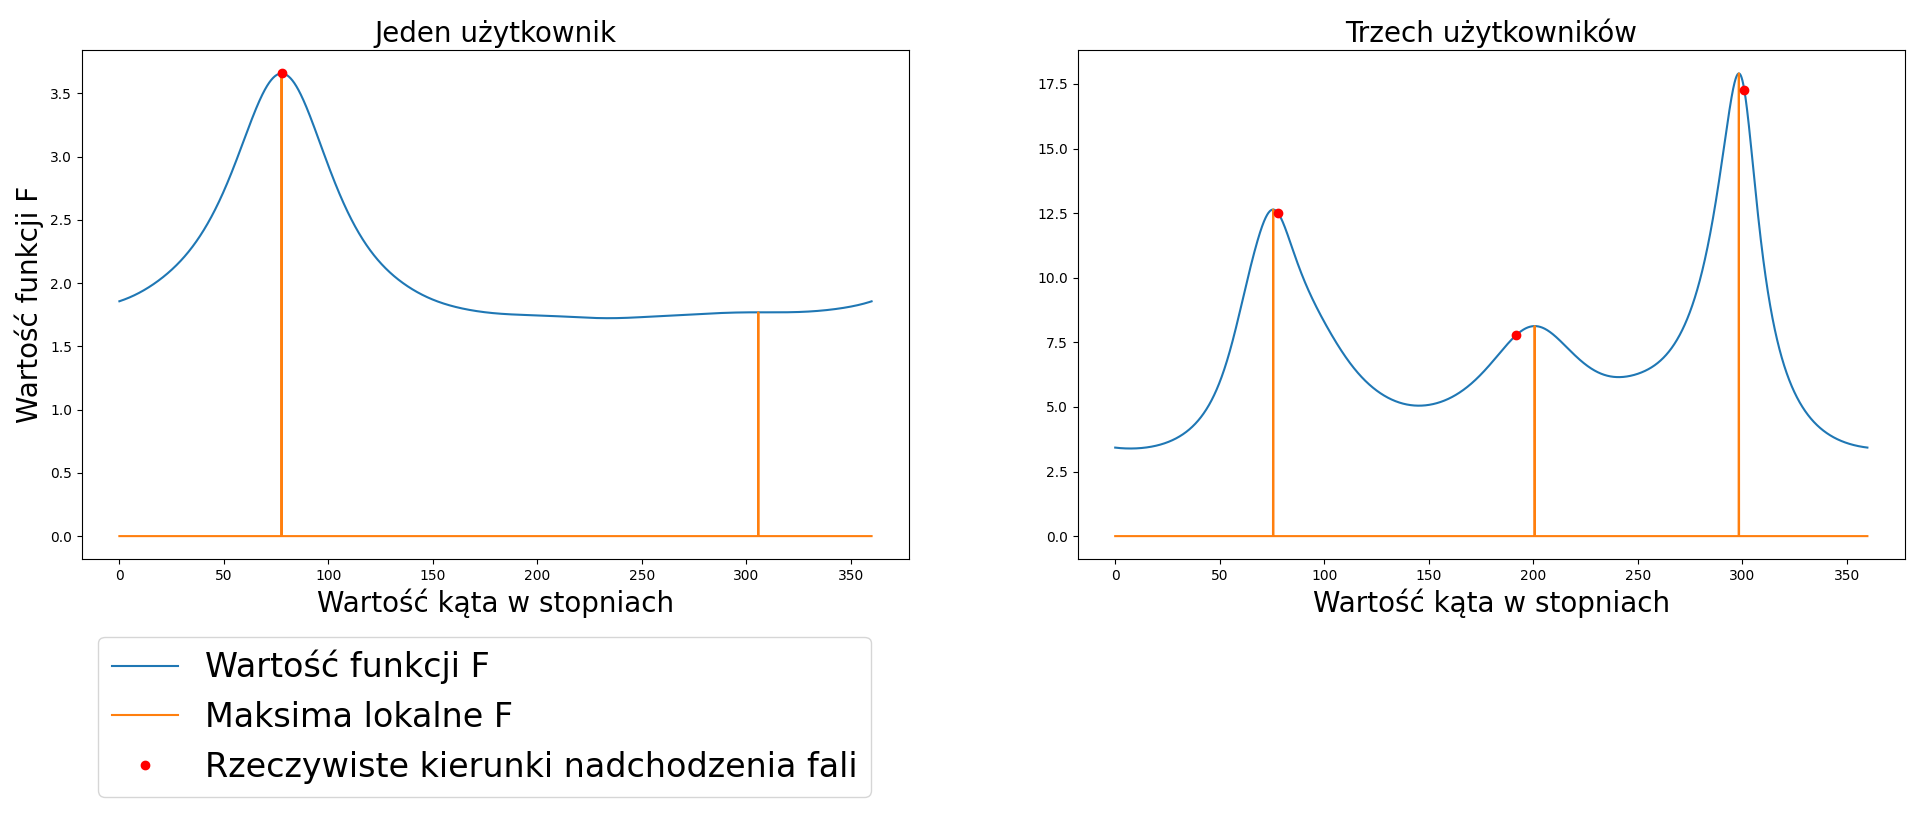 Jeden użytkownik
Wartość funkcji F
3.5
3.0
2.5
2.0
1.5
1.0
0.5
0.0
0 50 100 150 200 250 300 350
Wartość kąta w stopniach
Trzech użytkowników
17.5
15.0
12.5
10.0
7.5
5.0
2.5
0.0
0 50 100 150 200 250 300 350
Wartość kąta w stopniach
Wartość funkcji F
Maksima lokalne F
Rzeczywiste kierunki nadchodzenia fali